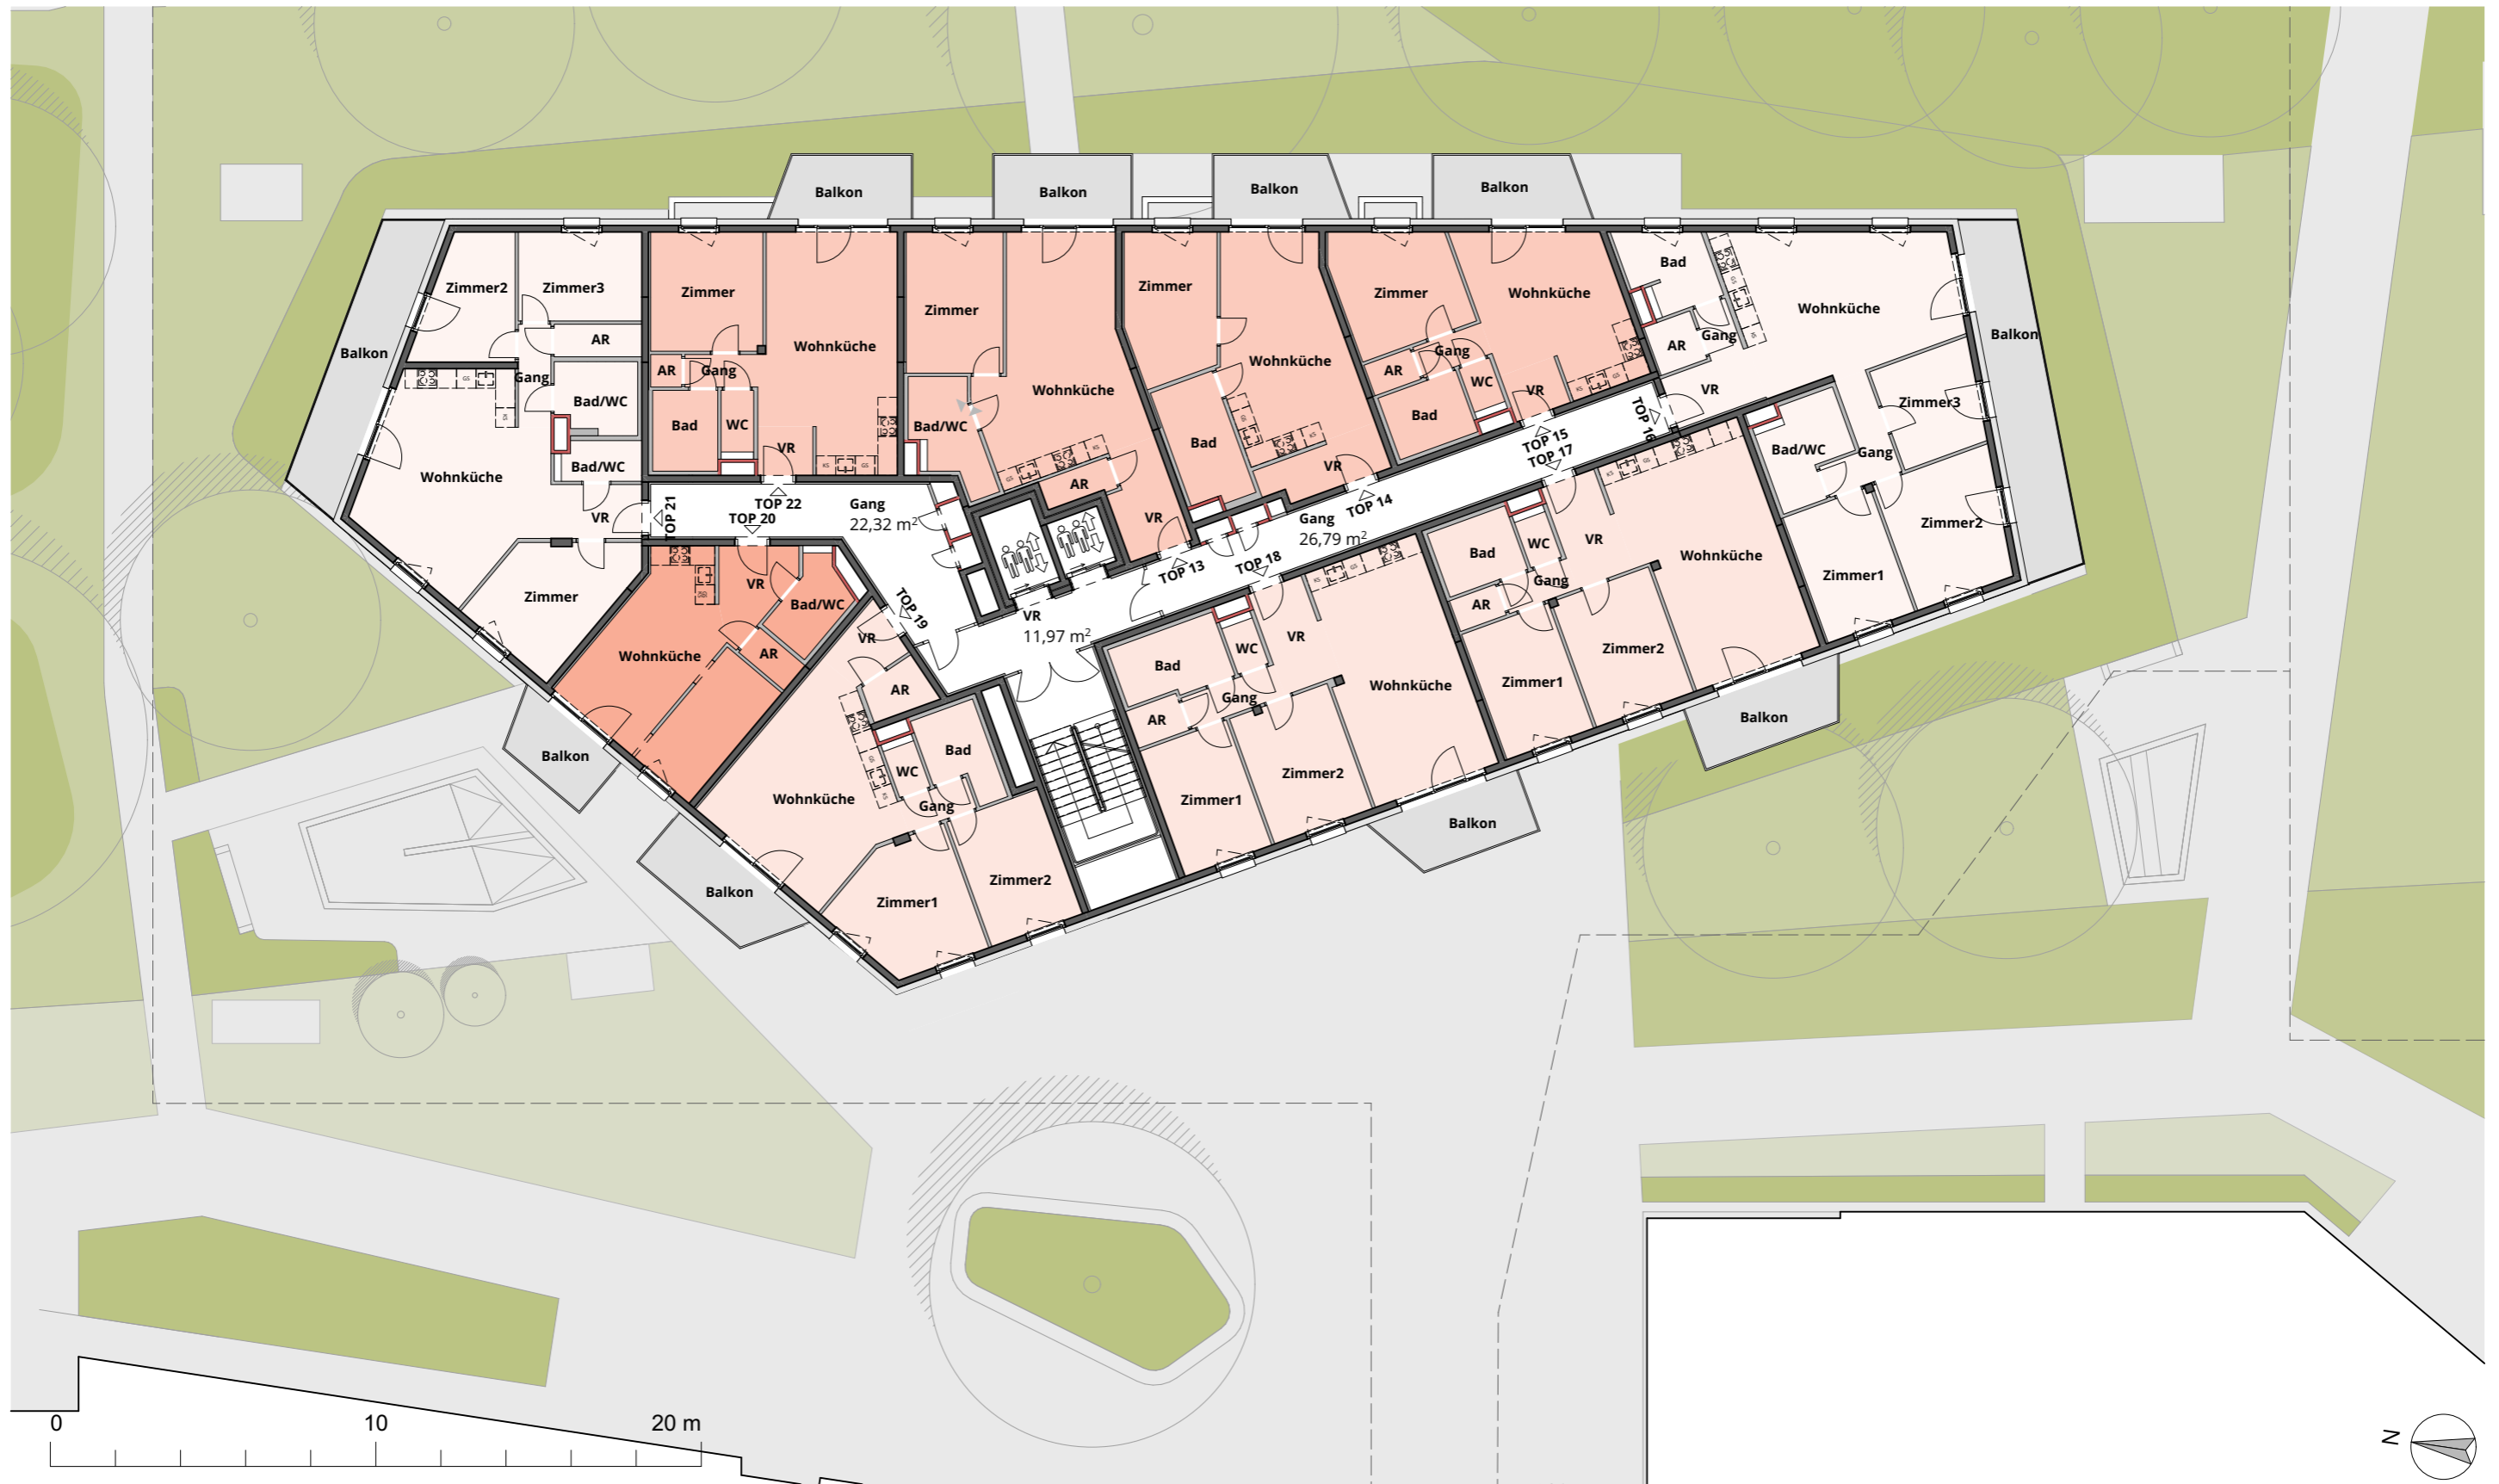 Balkon
Balkon
Balkon
Balkon
Zimmer2
Zimmer3
Zimmer
Wohnküche
Zimmer
Wohnküche
Zimmer
Wohnküche
Zimmer
Wohnküche
Bad
Wohnküche
Balkon
Balkon
AR
Gang
Bad/WC
Bad/WC
Wohnküche
VR
Zimmer
AR
Gang
Bad
WC
VR
Bad/WC
AR
VR
Bad
VR
Gang
AR
WC
Bad
VR
AR
Gang
VR
Zimmer3
Bad/WC
Gang
Zimmer2
Zimmer1
TOP 21
TOP 22
TOP 20
Gang
22,32 m²
TOP 19
TOP 13
TOP 18
Gang
26,79 m²
TOP 14
TOP 15
TOP 17
TOP 16
VR
11,97 m²
VR
Bad/WC
AR
Wohnküche
Balkon
VR
AR
Bad
WC
Gang
Wohnküche
Zimmer1
Zimmer2
Balkon
Bad
WC
VR
AR
Gang
Wohnküche
Zimmer1
Zimmer2
Balkon
Bad
WC
VR
AR
Gang
Wohnküche
Zimmer1
Zimmer2
Balkon
0 10 20 m
N